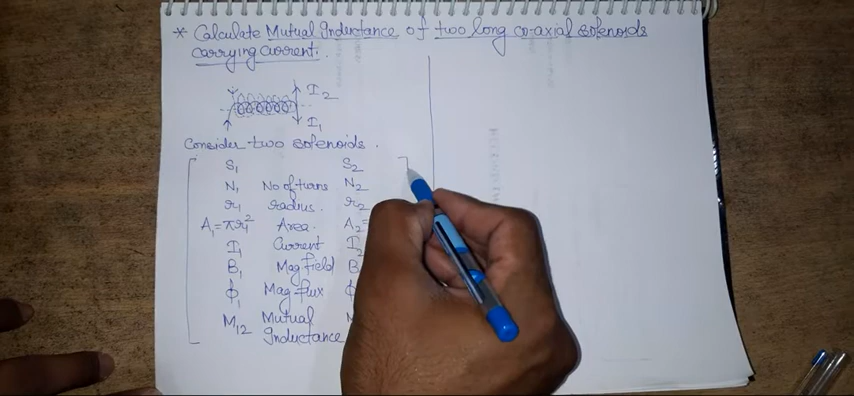 * Calculate Mutual Inductance of two long co-axial solenoids
carrying current.
I2
I1
Consider two solenoids.
S1 S2
N1 No of turns N2
r1 radius. r2
A1=πr1² Area. A2=
I1 Current I2
B1 Mag field B
ϕ1 Mag flux ϕ
M12 Mutual
Inductance